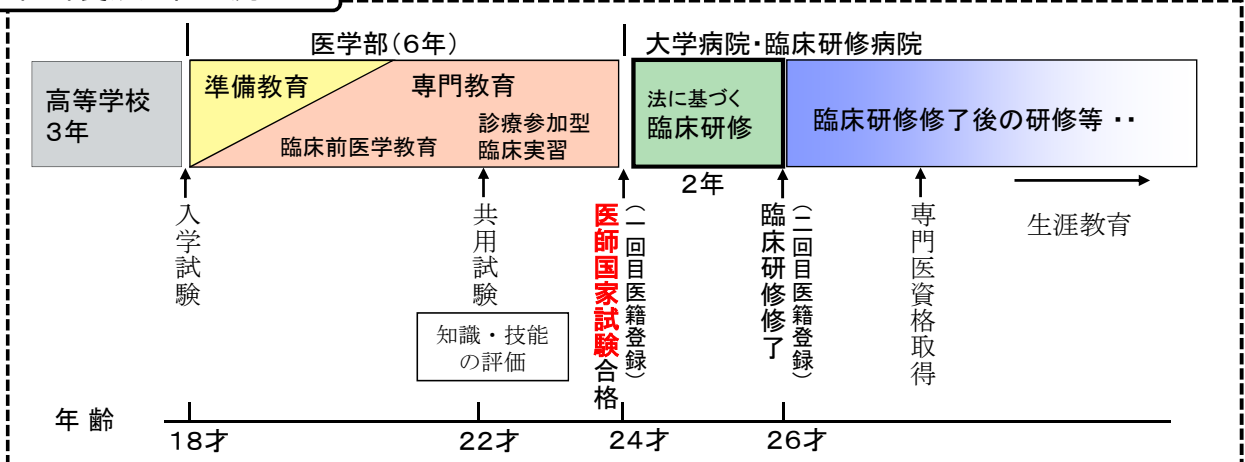 医学部(6年)
大学病院・臨床研修病院
高等学校
3年
準備教育
専門教育
臨床前医学教育
診療参加型
臨床実習
法に基づく
臨床研修
臨床研修修了後の研修等・・
2年
入学試験
共用試験
知識・技能
の評価
医師国家試験合格
(一回目医籍登録)
臨床研修修了
(二回目医籍登録)
専門医資格取得
生涯教育
年齢
18才
22才
24才
26才